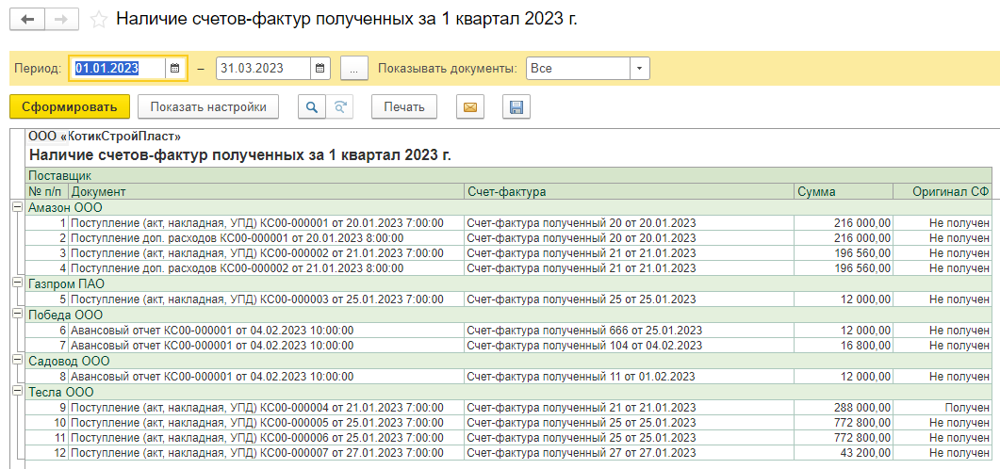 Наличие счетов-фактур полученных за 1 квартал 2023 г.
Период: 01.01.2023 – 31.03.2023 ... Показывать документы: Все
Сформировать Показать настройки Печать
ООО «КотикСтройПласт»
Наличие счетов-фактур полученных за 1 квартал 2023 г.
Поставщик
№ п/п Документ Счет-фактура Сумма Оригинал СФ
Амазон ООО
1 Поступление (акт, накладная, УПД) КС00-000001 от 20.01.2023 7:00:00 Счет-фактура полученный 20 от 20.01.2023 216 000,00 Не получен
2 Поступление доп. расходов КС00-000001 от 20.01.2023 8:00:00 Счет-фактура полученный 20 от 20.01.2023 216 000,00 Не получен
3 Поступление (акт, накладная, УПД) КС00-000002 от 21.01.2023 7:00:00 Счет-фактура полученный 21 от 21.01.2023 196 560,00 Не получен
4 Поступление доп. расходов КС00-000002 от 21.01.2023 8:00:00 Счет-фактура полученный 21 от 21.01.2023 196 560,00 Не получен
Газпром ПАО
5 Поступление (акт, накладная, УПД) КС00-000003 от 25.01.2023 7:00:00 Счет-фактура полученный 25 от 25.01.2023 12 000,00 Не получен
Победа ООО
6 Авансовый отчет КС00-000001 от 04.02.2023 10:00:00 Счет-фактура полученный 666 от 25.01.2023 12 000,00 Не получен
7 Авансовый отчет КС00-000001 от 04.02.2023 10:00:00 Счет-фактура полученный 104 от 04.02.2023 16 800,00 Не получен
Садовод ООО
8 Авансовый отчет КС00-000001 от 04.02.2023 10:00:00 Счет-фактура полученный 11 от 01.02.2023 12 000,00 Не получен
Тесла ООО
9 Поступление (акт, накладная, УПД) КС00-000004 от 21.01.2023 7:00:00 Счет-фактура полученный 21 от 21.01.2023 288 000,00 Получен
10 Поступление (акт, накладная, УПД) КС00-000005 от 25.01.2023 7:00:00 Счет-фактура полученный 25 от 25.01.2023 772 800,00 Не получен
11 Поступление (акт, накладная, УПД) КС00-000006 от 25.01.2023 7:00:00 Счет-фактура полученный 25 от 25.01.2023 772 800,00 Не получен
12 Поступление (акт, накладная, УПД) КС00-000007 от 27.01.2023 7:00:00 Счет-фактура полученный 27 от 27.01.2023 43 200,00 Не получен